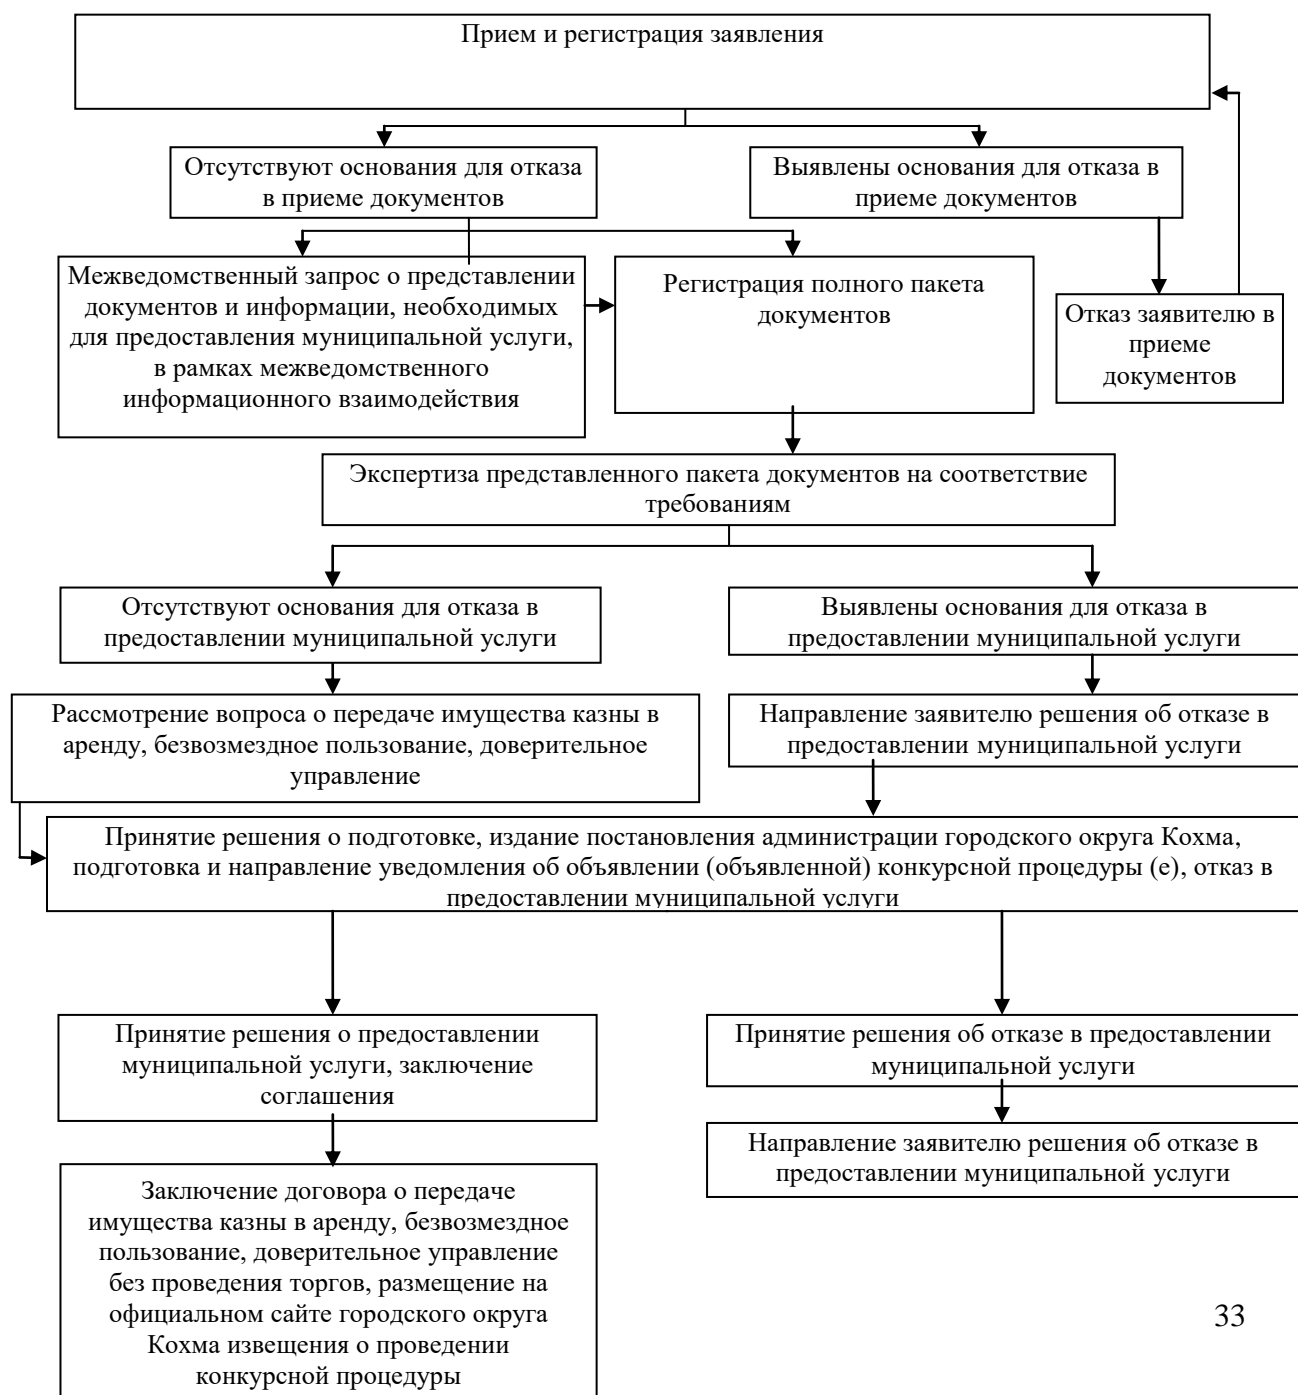 Прием и регистрация заявления
Отсутствуют основания для отказа
в приеме документов
Выявлены основания для отказа в
приеме документов
Межведомственный запрос о представлении
документов и информации, необходимых
для предоставления муниципальной услуги,
в рамках межведомственного
информационного взаимодействия
Регистрация полного пакета
документов
Отказ заявителю в
приеме
документов
Экспертиза представленного пакета документов на соответствие
требованиям
Отсутствуют основания для отказа в
предоставлении муниципальной услуги
Выявлены основания для отказа в
предоставлении муниципальной услуги
Рассмотрение вопроса о передаче имущества казны в
аренду, безвозмездное пользование, доверительное
управление
Направление заявителю решения об отказе в
предоставлении муниципальной услуги
Принятие решения о подготовке, издание постановления администрации городского округа Кохма,
подготовка и направление уведомления об объявлении (объявленной) конкурсной процедуры (е), отказ в
предоставлении муниципальной услуги
Принятие решения о предоставлении
муниципальной услуги, заключение
соглашения
Принятие решения об отказе в предоставлении
муниципальной услуги
Направление заявителю решения об отказе в
предоставлении муниципальной услуги
Заключение договора о передаче
имущества казны в аренду, безвозмездное
пользование, доверительное управление
без проведения торгов, размещение на
официальном сайте городского округа
Кохма извещения о проведении
конкурсной процедуры
33